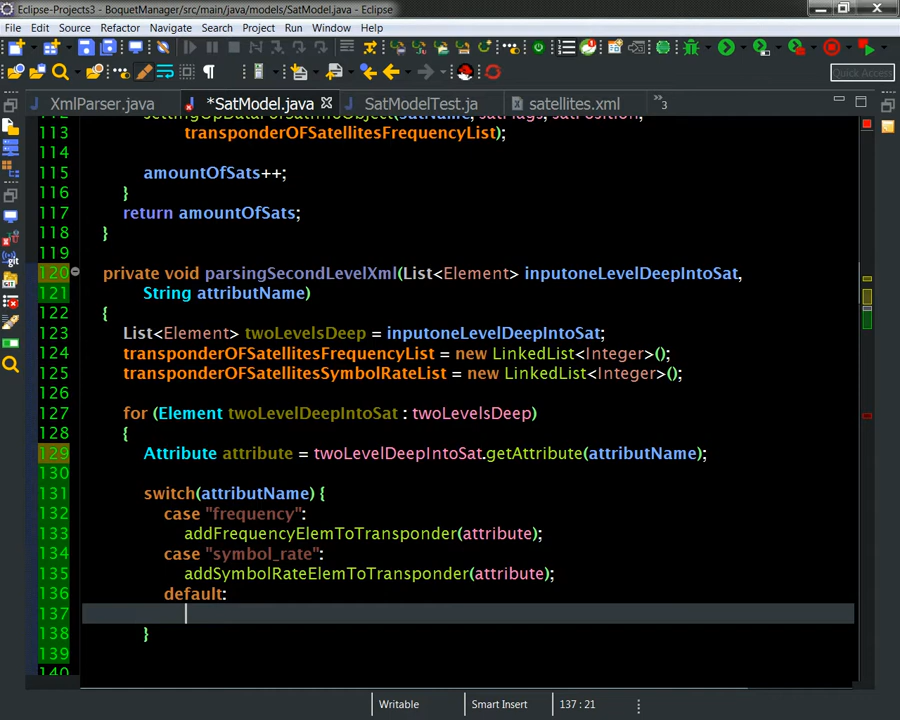 Eclipse-Projects3 - BoquetManager/src/main/java/models/SatModel.java - Eclipse
File Edit Source Refactor Navigate Search Project Run Window Help
Quick Access
XmlParser.java *SatModel.java SatModelTest.ja satellites.xml »3
113 transponderOFSatellitesFrequencyList);
114
115 amountOfSats++;
116 }
117 return amountOfSats;
118 }
119
120 private void parsingSecondLevelXml(List<Element> inputoneLevelDeepIntoSat,
121 String attributName)
122 {
123 List<Element> twoLevelsDeep = inputoneLevelDeepIntoSat;
124 transponderOFSatellitesFrequencyList = new LinkedList<Integer>();
125 transponderOFSatellitesSymbolRateList = new LinkedList<Integer>();
126
127 for (Element twoLevelDeepIntoSat : twoLevelsDeep)
128 {
129 Attribute attribute = twoLevelDeepIntoSat.getAttribute(attributName);
130
131 switch(attributName) {
132 case "frequency":
133 addFrequencyElemToTransponder(attribute);
134 case "symbol_rate":
135 addSymbolRateElemToTransponder(attribute);
136 default:
137
138 }
139
140
Writable Smart Insert 137 : 21